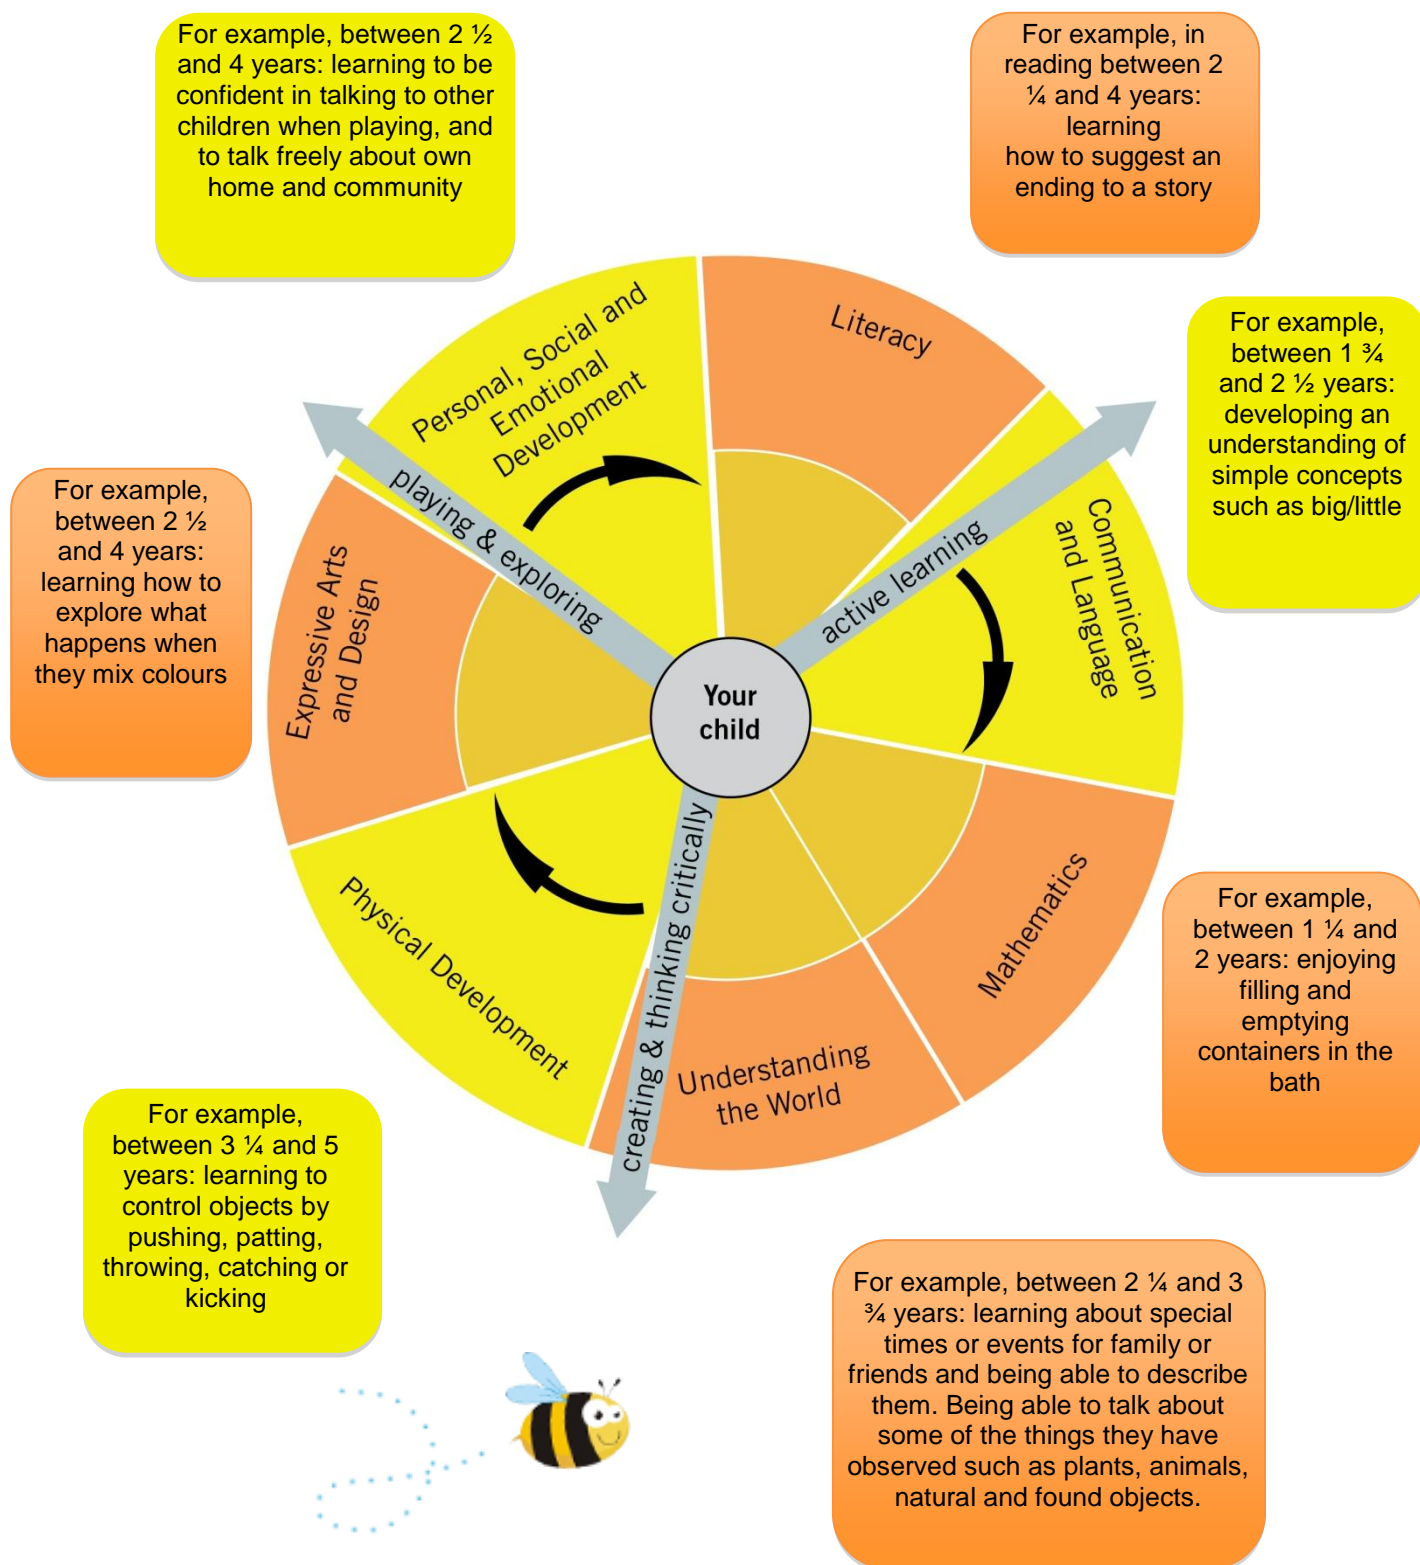 For example, between 2 ½
and 4 years: learning to be
confident in talking to other
children when playing, and
to talk freely about own
home and community
For example, in
reading between 2
¼ and 4 years:
learning
how to suggest an
ending to a story
For example,
between 1 ¾
and 2 ½ years:
developing an
understanding of
simple concepts
such as big/little
For example,
between 2 ½
and 4 years:
learning how to
explore what
happens when
they mix colours
Personal, Social and
Emotional
Development
Literacy
Communication
and Language
Mathematics
Understanding
the World
Physical Development
Expressive Arts
and Design
playing & exploring
active learning
creating & thinking critically
Your
child
For example,
between 1 ¼ and
2 years: enjoying
filling and
emptying
containers in the
bath
For example,
between 3 ¼ and 5
years: learning to
control objects by
pushing, patting,
throwing, catching or
kicking
For example, between 2 ¼ and 3
¾ years: learning about special
times or events for family or
friends and being able to describe
them. Being able to talk about
some of the things they have
observed such as plants, animals,
natural and found objects.